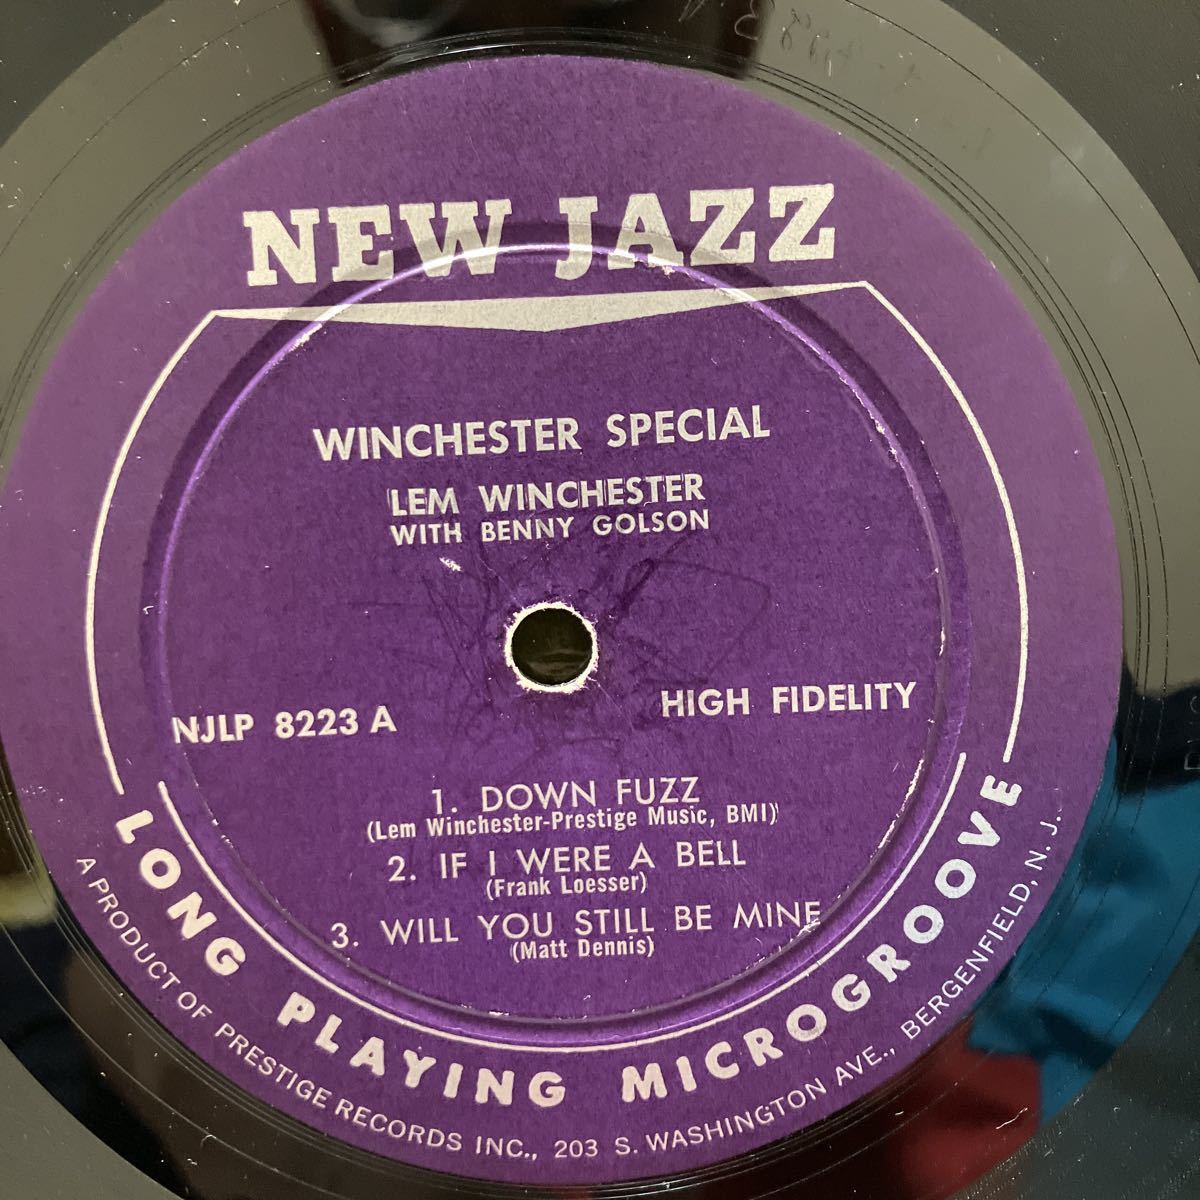 NEW JAZZ
WINCHESTER SPECIAL
LEM WINCHESTER
WITH BENNY GOLSON
NJLP 8223 A
HIGH FIDELITY
1. DOWN FUZZ
(Lem Winchester-Prestige Music, BMI)
2. IF I WERE A BELL
(Frank Loesser)
3. WILL YOU STILL BE MINE
(Matt Dennis)
LONG PLAYING MICROGROOVE
A PRODUCT OF PRESTIGE RECORDS INC., 203 S. WASHINGTON AVE., BERGENFIELD, N. J.